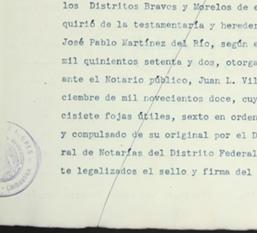 los Distritos Bravos y Morelos de e
quirió de la testamentaría y hereder
José Pablo Martínez del Río, según e
mil quinientos setenta y dos, otorga
ante el Notario público, Juan L. Vil
ciembre de mil novecientos doce, cuy
cisiete fojas útiles, sexto en orden
y compulsado de su original por el D
ral de Notarías del Distrito Federal
te legalizados el sello y firma del